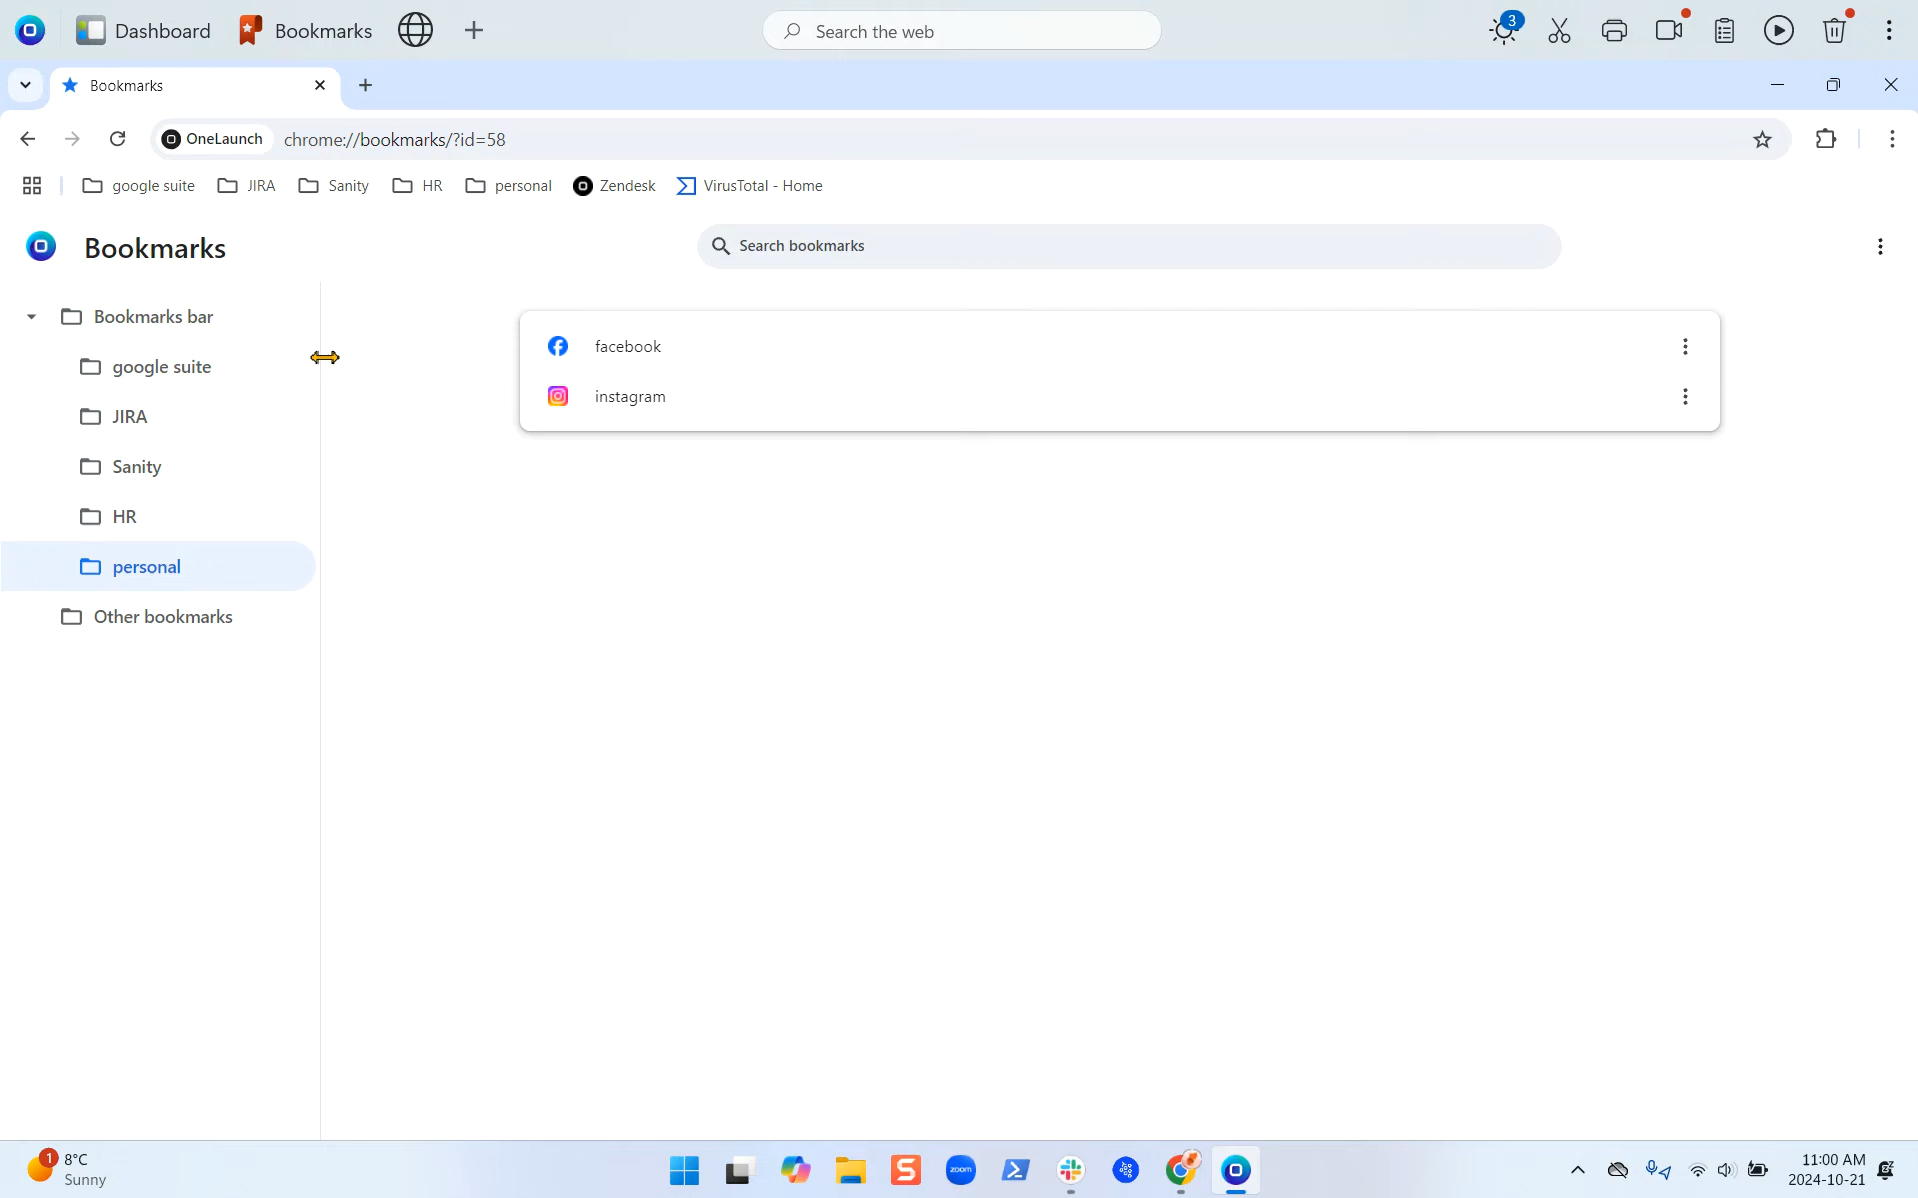 Dashboard Bookmarks Search the web 3
Bookmarks
OneLaunch chrome://bookmarks/?id=58
google suite JIRA Sanity HR personal Zendesk VirusTotal - Home
Bookmarks Search bookmarks
Bookmarks bar
google suite
JIRA
Sanity
HR
personal
Other bookmarks
facebook
instagram
1 8°C
Sunny
S zoom
11:00 AM
2024-10-21